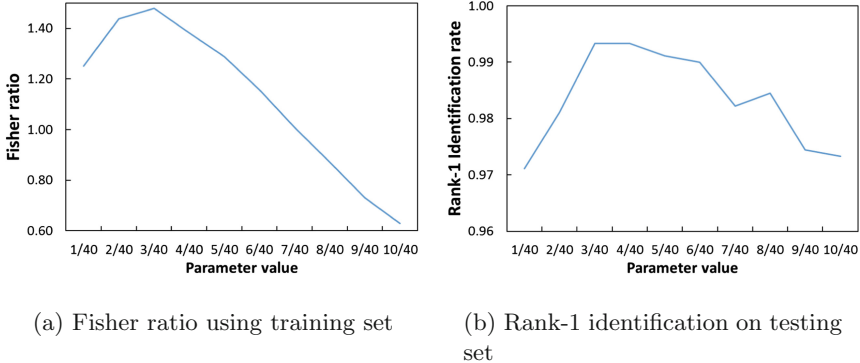 1.40
1.20
1.00
0.80
0.60
Fisher ratio
1/40 2/40 3/40 4/40 5/40 6/40 7/40 8/40 9/40 10/40
Parameter value
(a) Fisher ratio using training set
1.00
0.99
0.98
0.97
0.96
Rank-1 Identification rate
1/40 2/40 3/40 4/40 5/40 6/40 7/40 8/40 9/40 10/40
Parameter value
(b) Rank-1 identification on testing
set